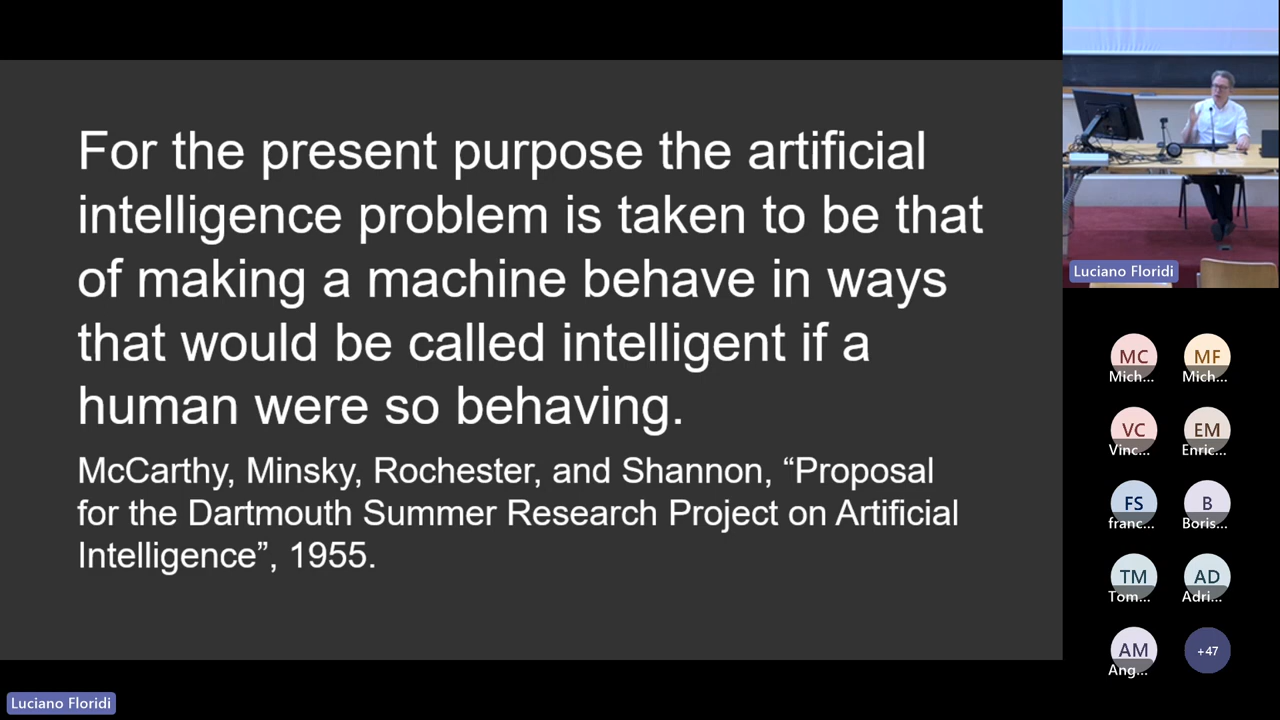 For the present purpose the artificial
intelligence problem is taken to be that
of making a machine behave in ways
that would be called intelligent if a
human were so behaving.
McCarthy, Minsky, Rochester, and Shannon, “Proposal
for the Dartmouth Summer Research Project on Artificial
Intelligence”, 1955.
Luciano Floridi
Luciano Floridi
MC MF
Mich... Mich...
VC EM
Vinc... Enric...
FS B
franc... Boris...
TM AD
Tom... Adri...
AM +47
Ang...